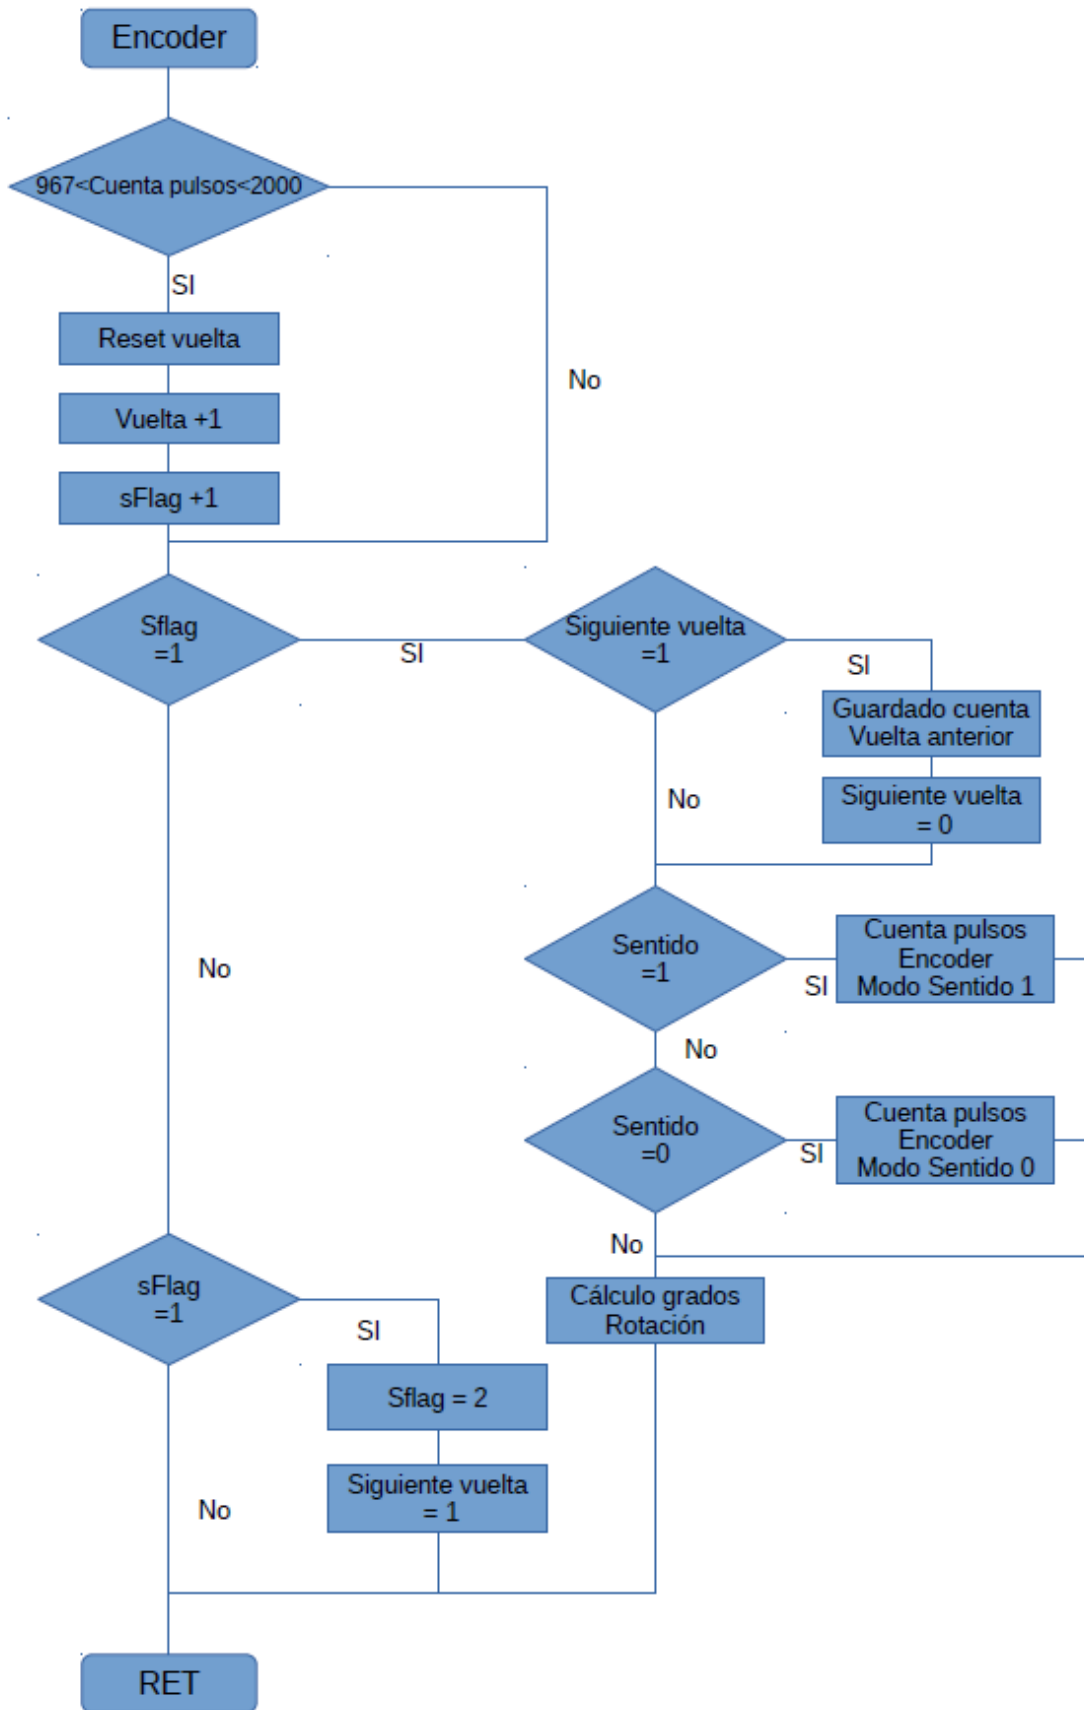 Encoder
967<Cuenta pulsos<2000
SI
Reset vuelta
No
Vuelta +1
sFlag +1
Sflag
=1
SI
Siguiente vuelta
=1
SI
Guardado cuenta
Vuelta anterior
No
Siguiente vuelta
= 0
No
Sentido
=1
SI
Cuenta pulsos
Encoder
Modo Sentido 1
No
Sentido
=0
SI
Cuenta pulsos
Encoder
Modo Sentido 0
No
sFlag
=1
SI
Cálculo grados
Rotación
Sflag = 2
No
Siguiente vuelta
= 1
RET